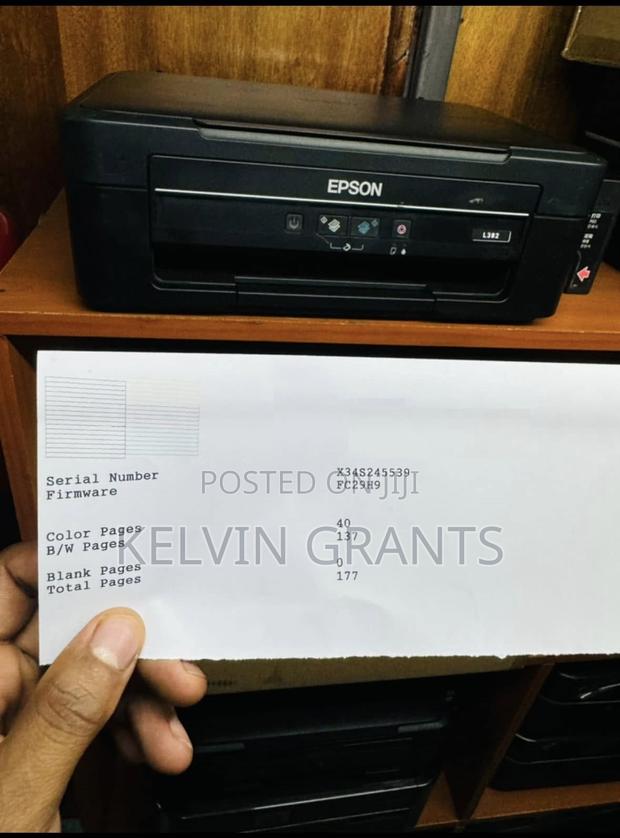 EPSON
L382
Serial Number X34S245539
Firmware FC29H9
POSTED ON JIJI
Color Pages 40
B/W Pages 137
KELVIN GRANTS
Blank Pages 0
Total Pages 177